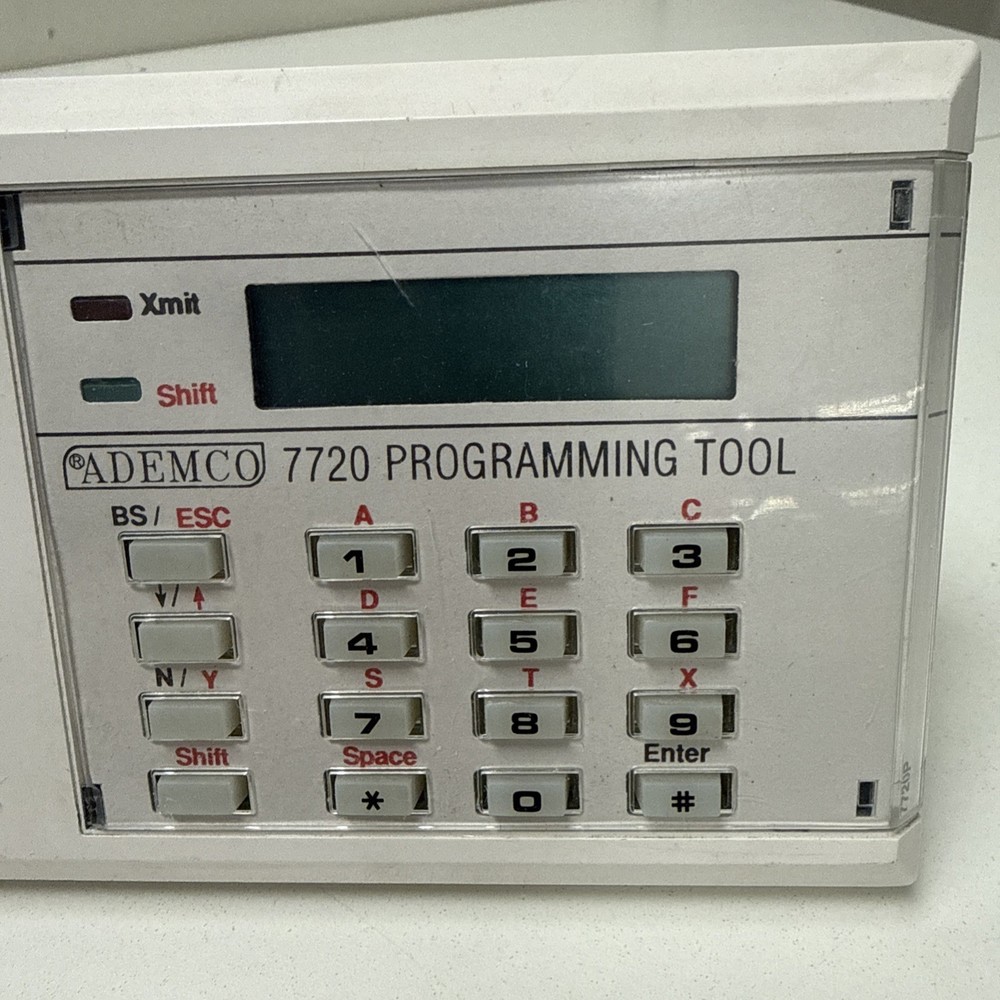 Xmit
Shift
®ADEMCO 7720 PROGRAMMING TOOL
BS/ ESC A B C
1 2 3
↓/↑ D E F
4 5 6
N/Y S T X
7 8 9
Shift Space Enter
* 0 #
7720P